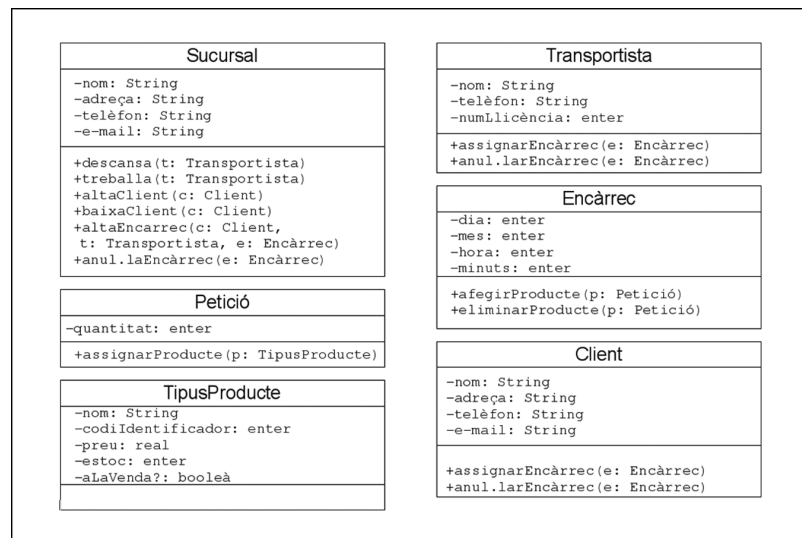 Sucursal
-nom: String
-adreça: String
-telèfon: String
-e-mail: String
+descansa(t: Transportista)
+treballa(t: Transportista)
+altaClient(c: Client)
+baixaClient(c: Client)
+altaEncarrec(c: Client,
t: Transportista, e: Encàrrec)
+anul.laEncàrrec(e: Encàrrec)
Petició
-quantitat: enter
+assignarProducte(p: TipusProducte)
TipusProducte
-nom: String
-codiIdentificador: enter
-preu: real
-estoc: enter
-aLaVenda?: booleà
Transportista
-nom: String
-telèfon: String
-numLlicència: enter
+assignarEncàrrec(e: Encàrrec)
+anul.larEncàrrec(e: Encàrrec)
Encàrrec
-dia: enter
-mes: enter
-hora: enter
-minuts: enter
+afegirProducte(p: Petició)
+eliminarProducte(p: Petició)
Client
-nom: String
-adreça: String
-telèfon: String
-e-mail: String
+assignarEncàrrec(e: Encàrrec)
+anul.larEncàrrec(e: Encàrrec)